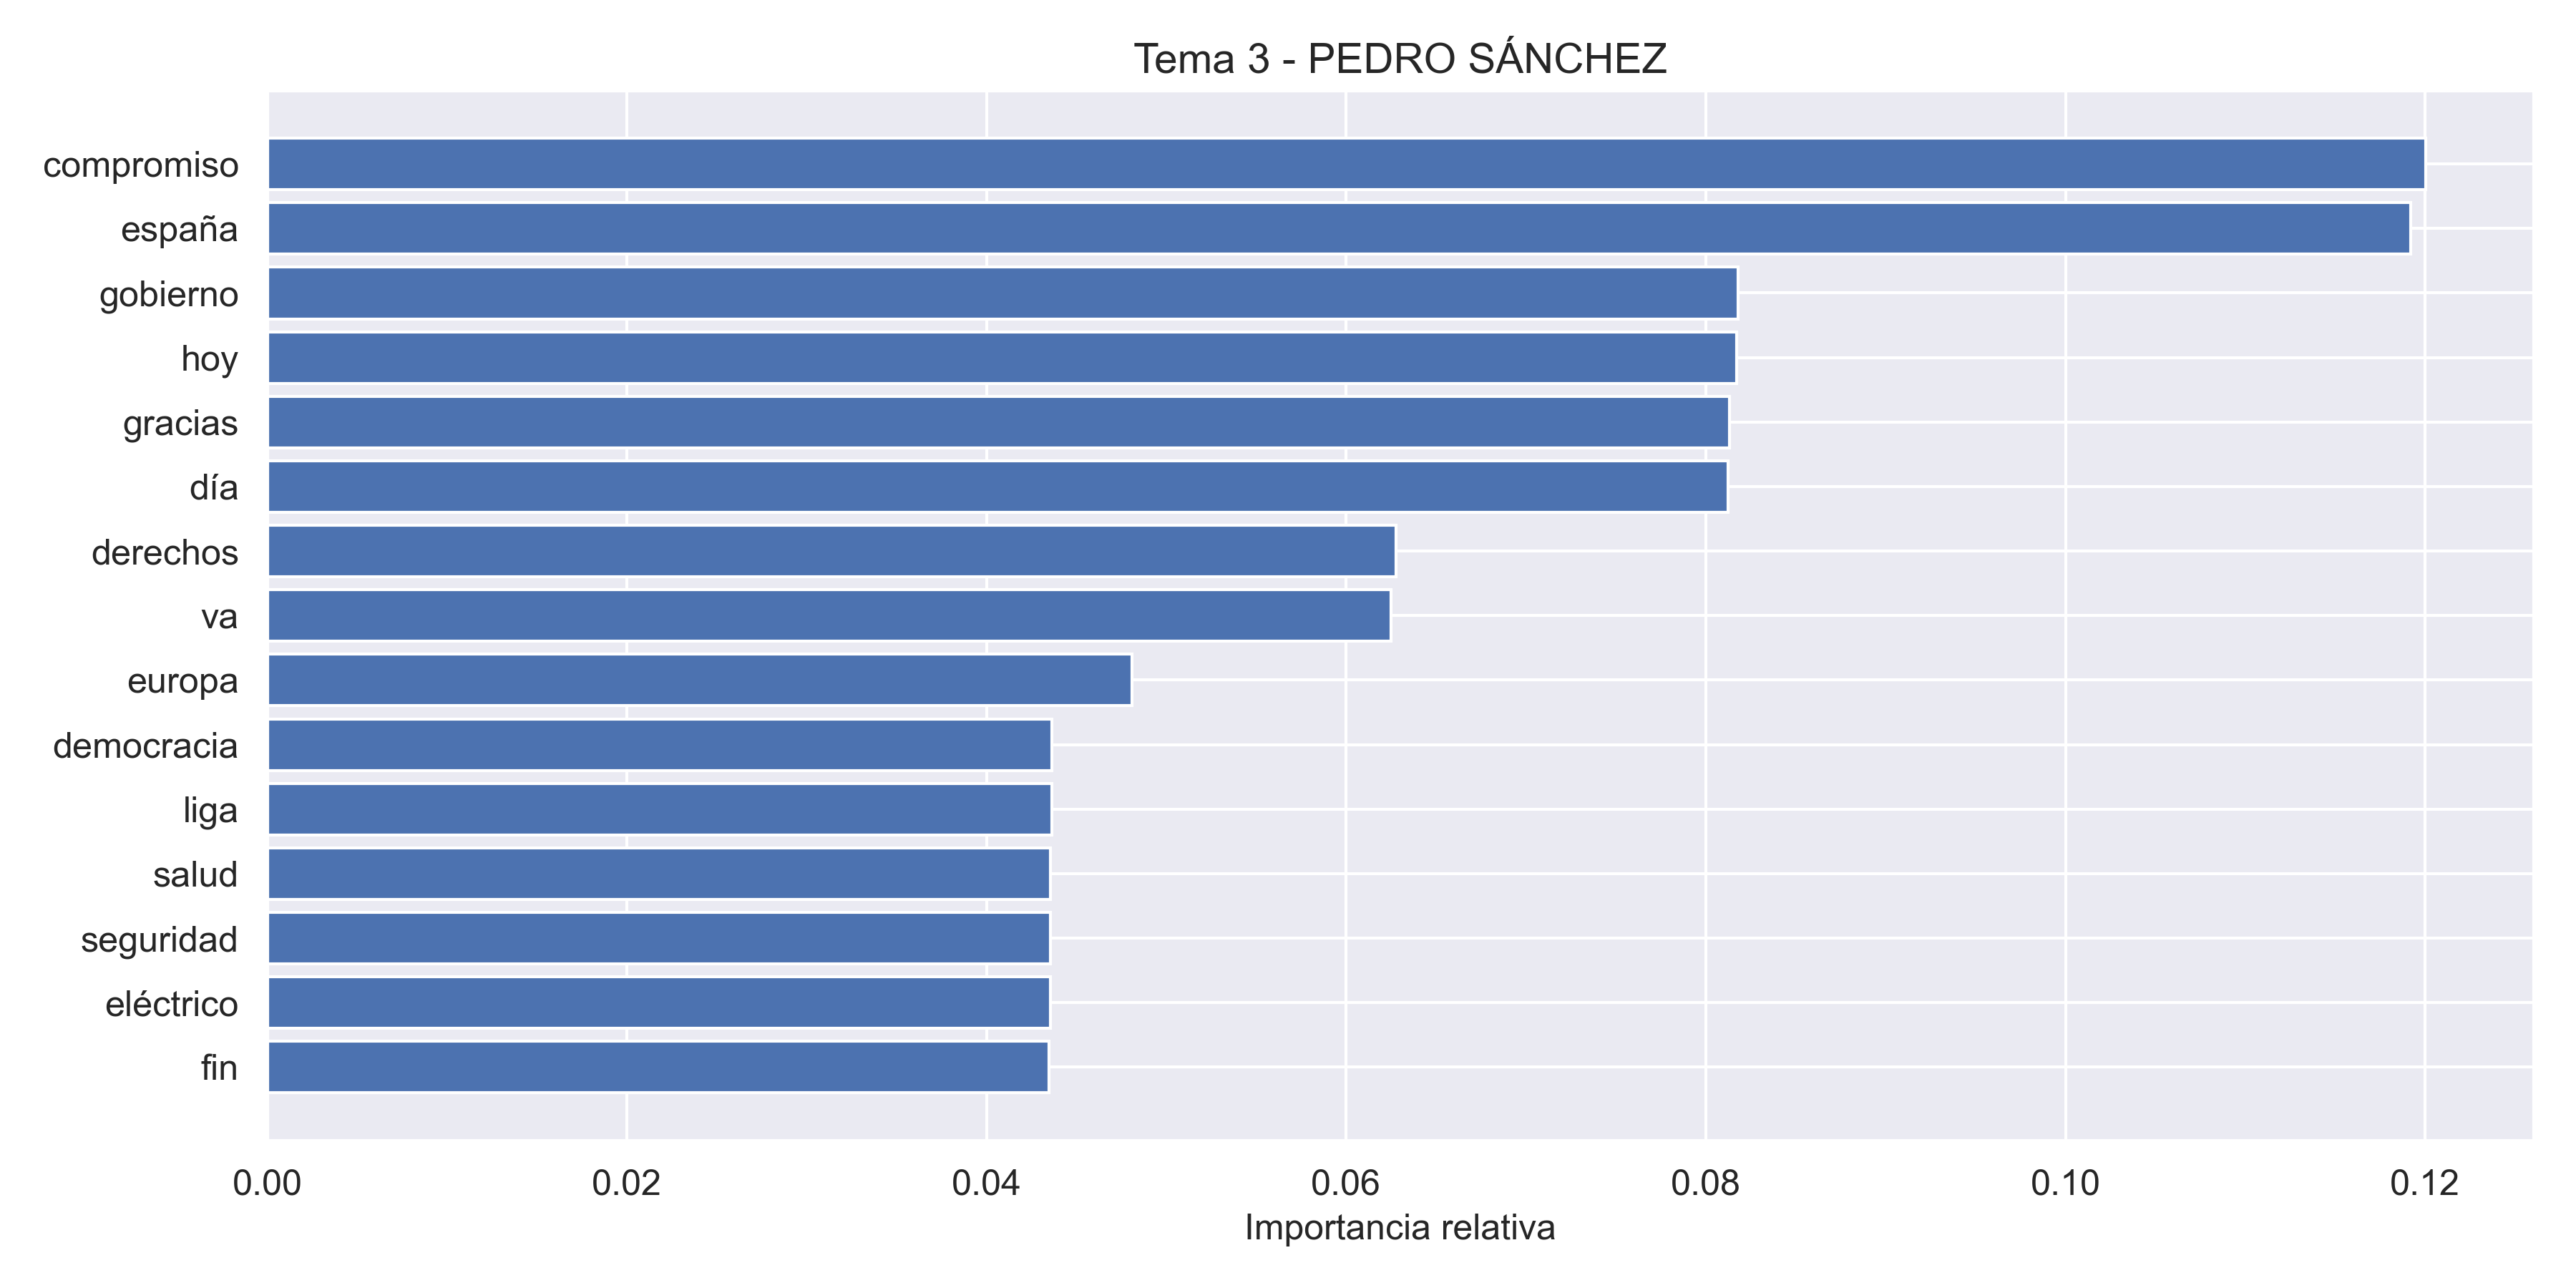 Tema 3 - PEDRO SÁNCHEZ
compromiso
españa
gobierno
hoy
gracias
día
derechos
va
europa
democracia
liga
salud
seguridad
eléctrico
fin
0.00 0.02 0.04 0.06 0.08 0.10 0.12
Importancia relativa